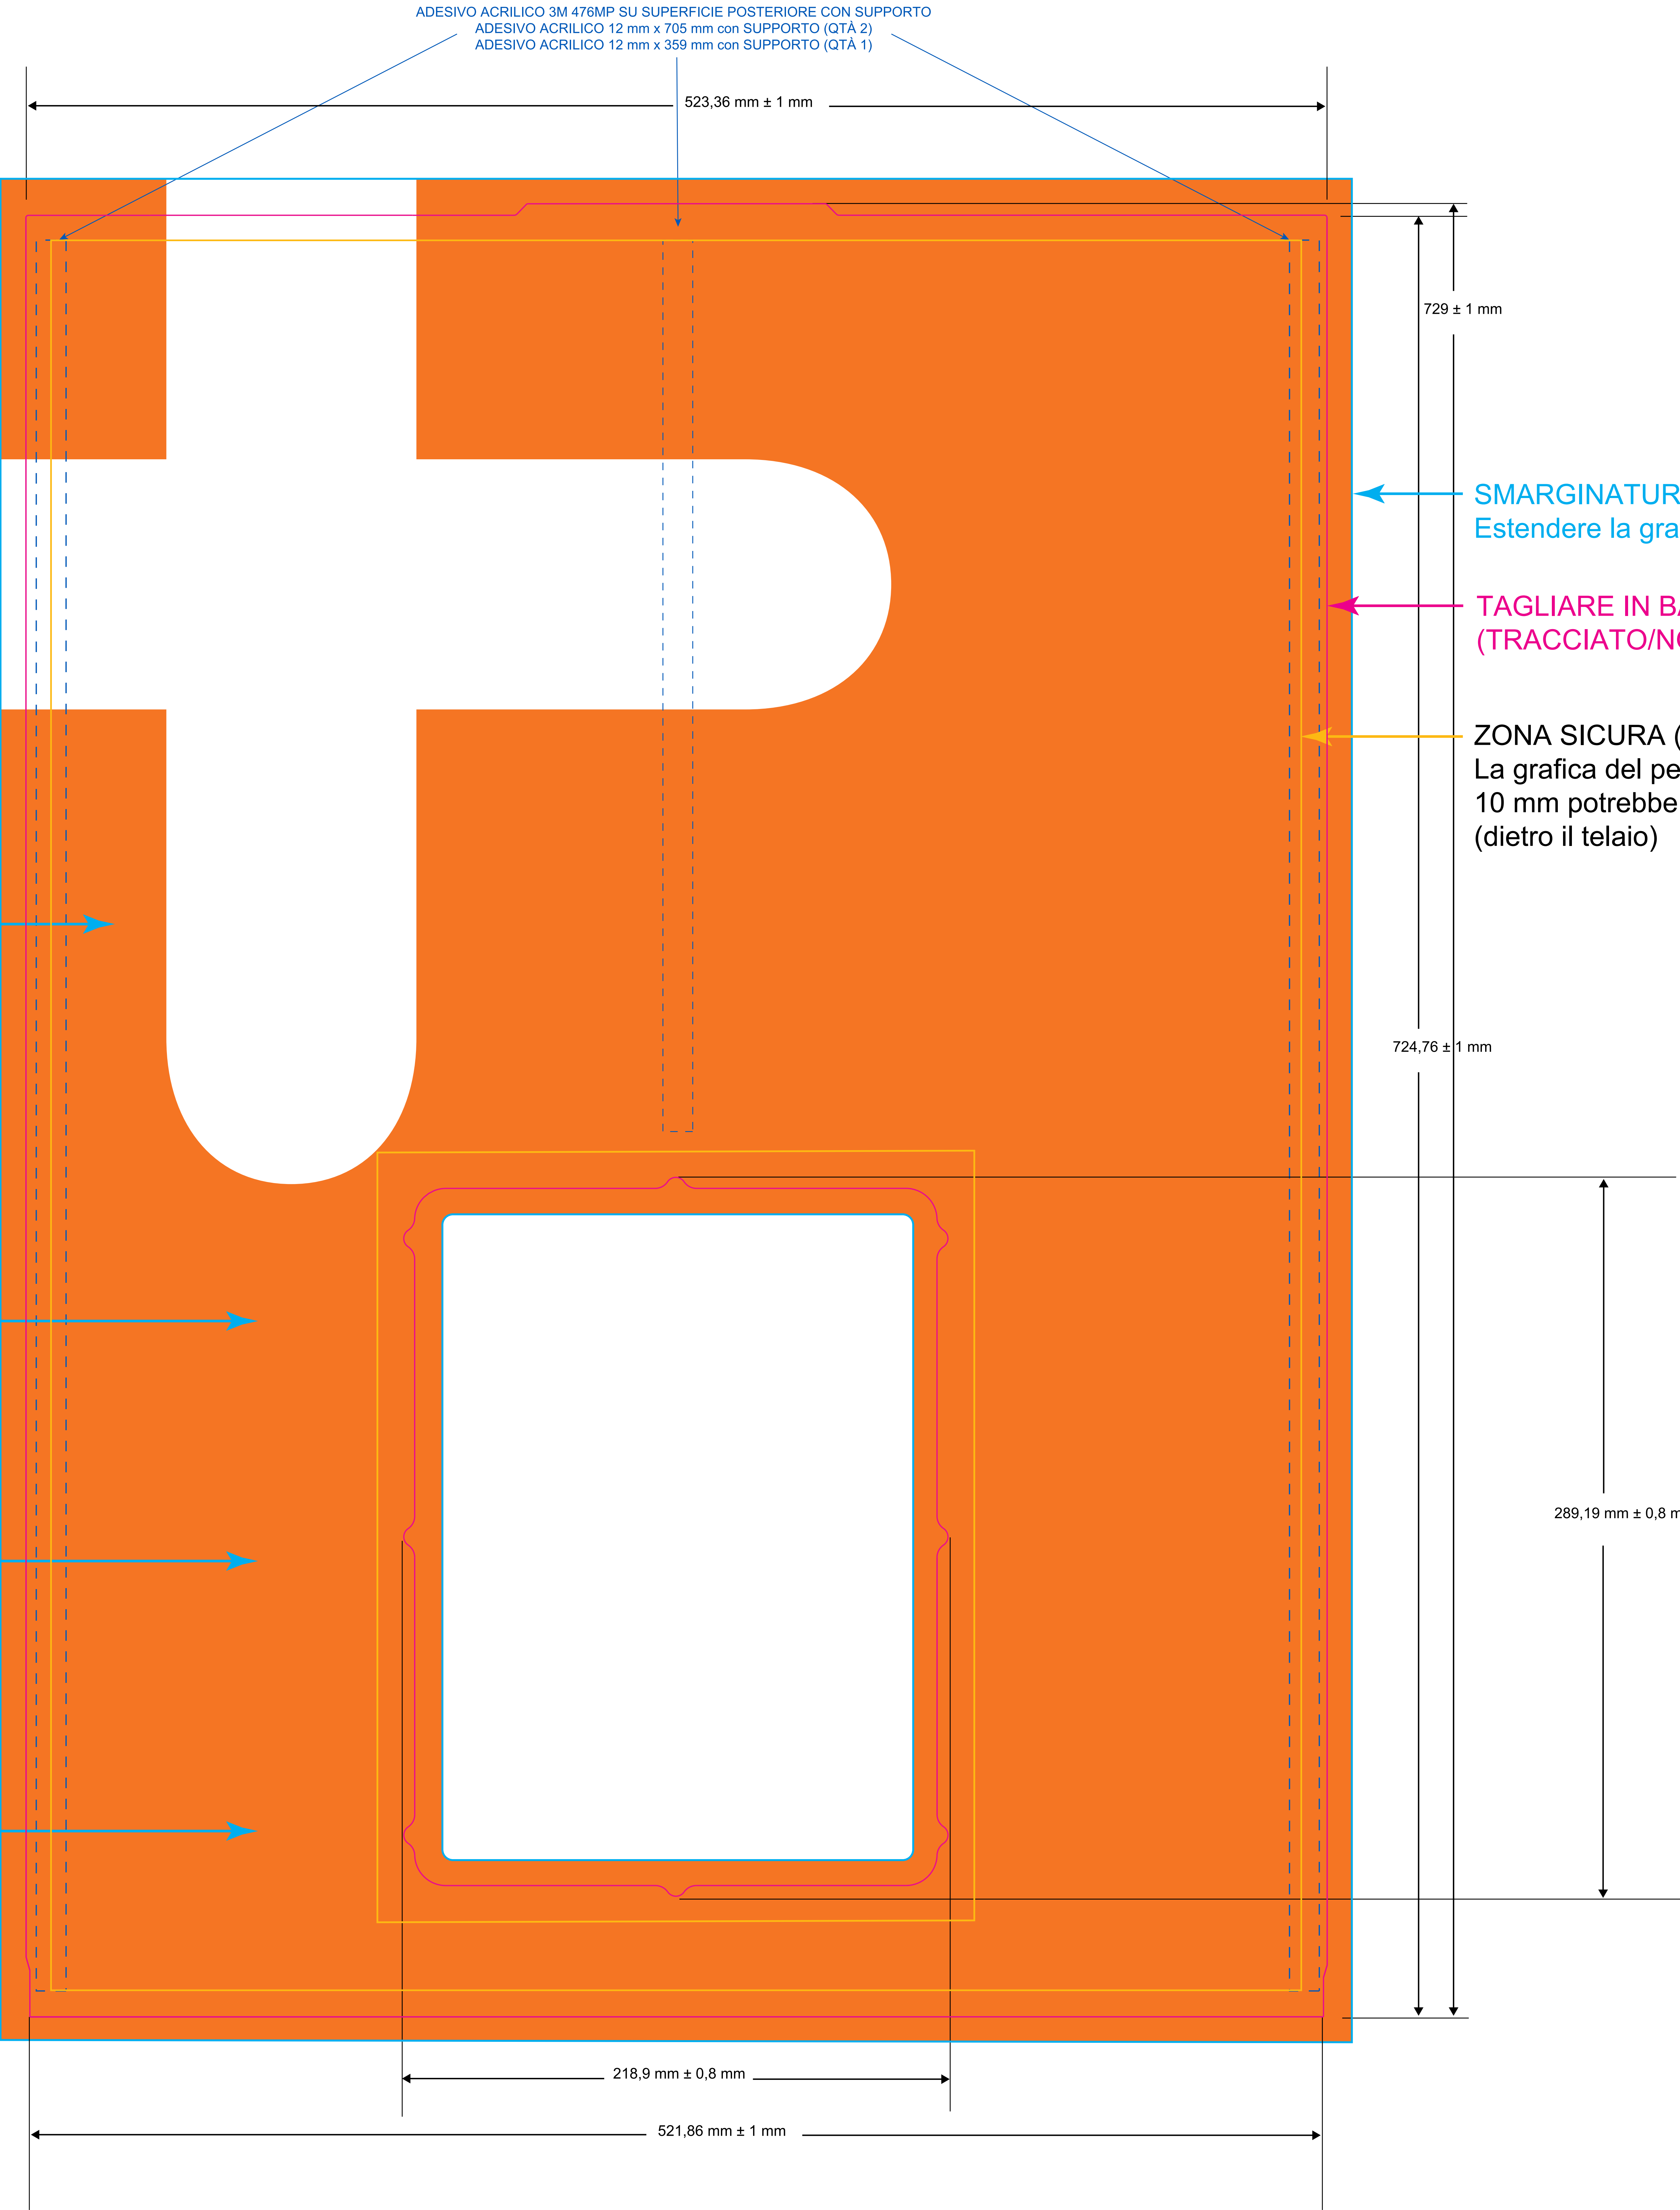 ADESIVO ACRILICO 3M 476MP SU SUPERFICIE POSTERIORE CON SUPPORTO
ADESIVO ACRILICO 12 mm x 705 mm con SUPPORTO (QTÀ 2)
ADESIVO ACRILICO 12 mm x 359 mm con SUPPORTO (QTÀ 1)
523,36 mm ± 1 mm
729 ± 1 mm
SMARGINATUR
Estendere la gra
TAGLIARE IN BA
(TRACCIATO/NO
ZONA SICURA (
La grafica del pe
10 mm potrebbe
(dietro il telaio)
724,76 ± 1 mm
289,19 mm ± 0,8 m
218,9 mm ± 0,8 mm
521,86 mm ± 1 mm